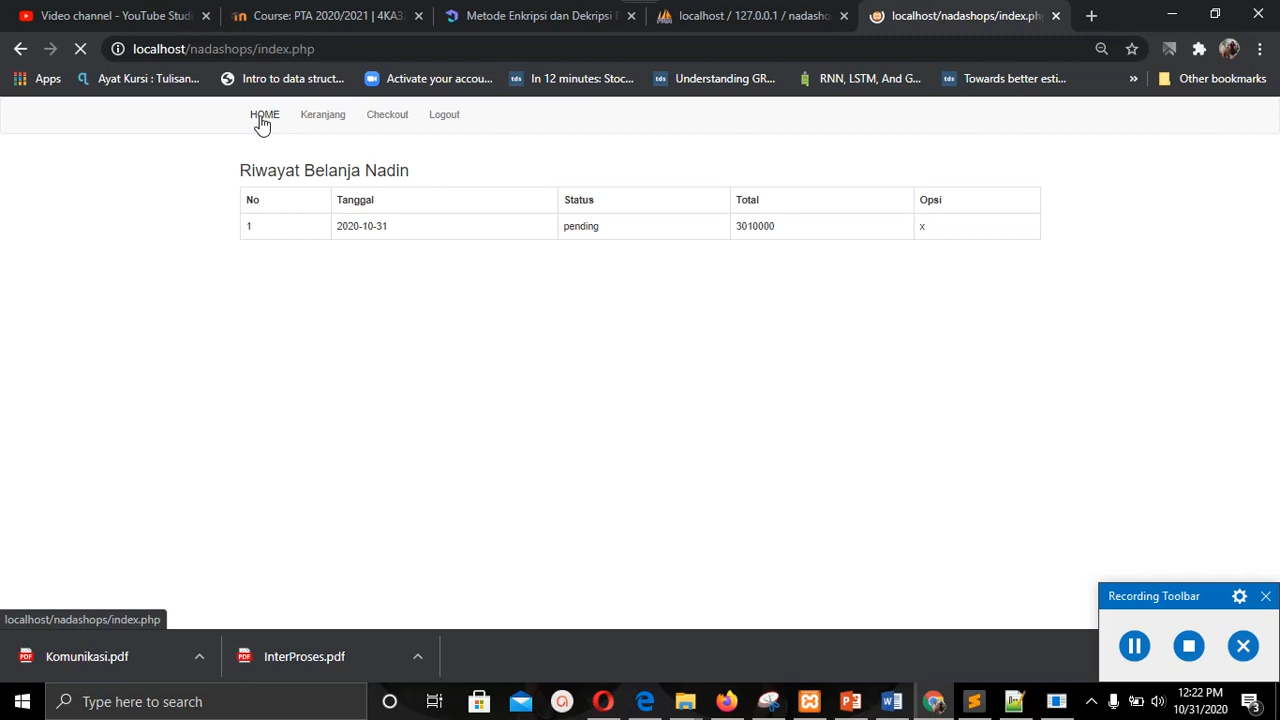 Video channel - YouTube Studi
Course: PTA 2020/2021 | 4KA3
Metode Enkripsi dan Dekripsi
localhost / 127.0.0.1 / nadasho
localhost/nadashops/index.ph
localhost/nadashops/index.php
Apps
Ayat Kursi : Tulisan...
Intro to data struct...
Activate your accou...
In 12 minutes: Stoc...
Understanding GR...
RNN, LSTM, And G...
Towards better esti...
»
Other bookmarks
HOME Keranjang Checkout Logout
Riwayat Belanja Nadin
No Tanggal Status Total Opsi
1 2020-10-31 pending 3010000 x
Recording Toolbar
localhost/nadashops/index.php
Komunikasi.pdf
InterProses.pdf
Type here to search
12:22 PM
10/31/2020
3